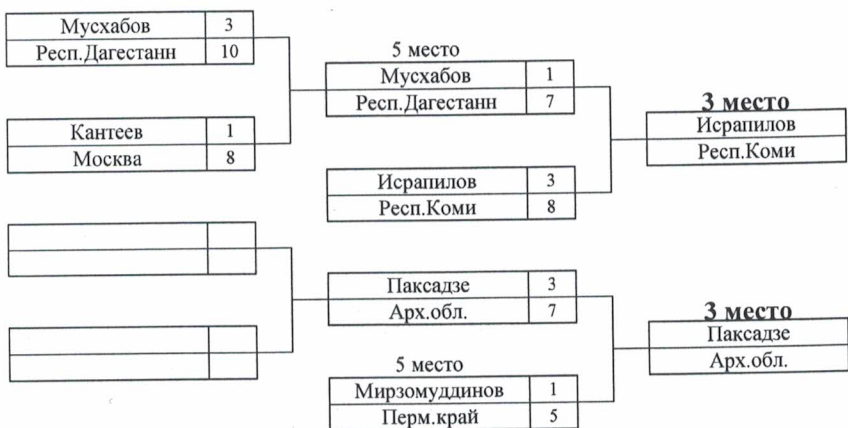 Мусхабов 3
Респ.Дагестанн 10
5 место
Мусхабов 1
Респ.Дагестанн 7
3 место
Исрапилов
Респ.Коми
Кантеев 1
Москва 8
Исрапилов 3
Респ.Коми 8
Паксадзе 3
Арх.обл. 7
3 место
Паксадзе
Арх.обл.
5 место
Мирзомуддинов 1
Перм.край 5